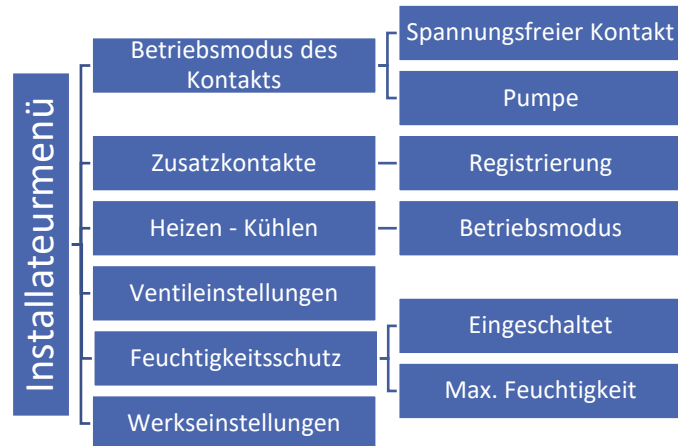 Installateurmenü
Betriebsmodus des
Kontakts
Spannungsfreier Kontakt
Pumpe
Zusatzkontakte
Registrierung
Heizen - Kühlen
Betriebsmodus
Ventileinstellungen
Feuchtigkeitsschutz
Eingeschaltet
Max. Feuchtigkeit
Werkseinstellungen